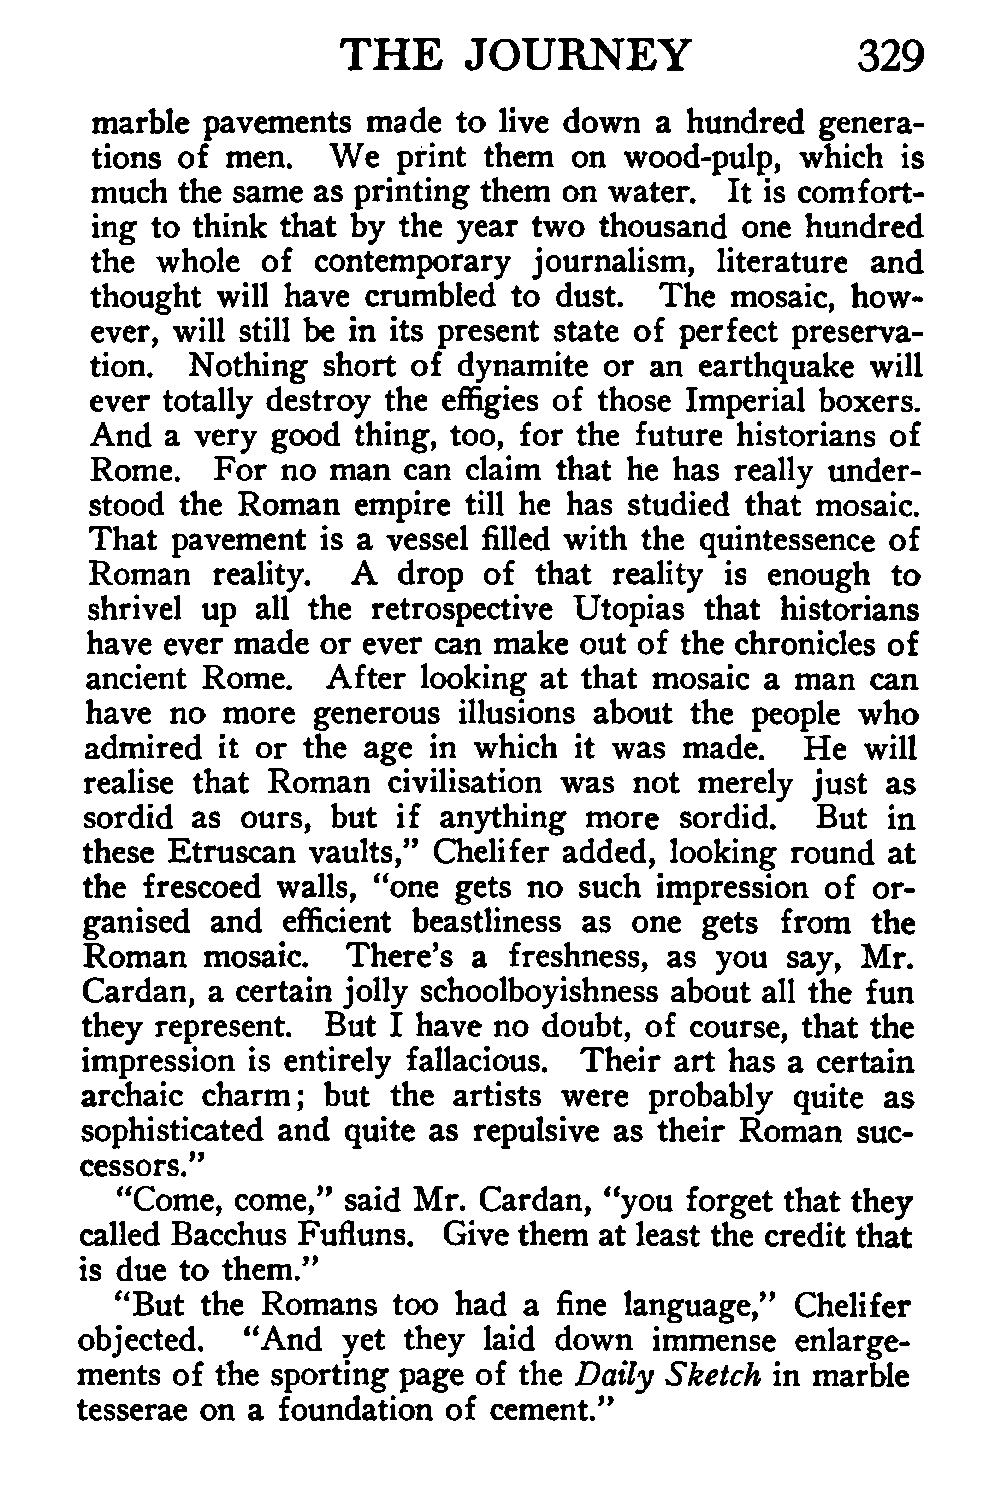 THE JOURNEY 329
marble pavements made to live down a hundred genera-
tions of men. We print them on wood-pulp, which is
much the same as printing them on water. It is comfort-
ing to think that by the year two thousand one hundred
the whole of contemporary journalism, literature and
thought will have crumbled to dust. The mosaic, how-
ever, will still be in its present state of perfect preserva-
tion. Nothing short of dynamite or an earthquake will
ever totally destroy the effigies of those Imperial boxers.
And a very good thing, too, for the future historians of
Rome. For no man can claim that he has really under-
stood the Roman empire till he has studied that mosaic.
That pavement is a vessel filled with the quintessence of
Roman reality. A drop of that reality is enough to
shrivel up all the retrospective Utopias that historians
have ever made or ever can make out of the chronicles of
ancient Rome. After looking at that mosaic a man can
have no more generous illusions about the people who
admired it or the age in which it was made. He will
realise that Roman civilisation was not merely just as
sordid as ours, but if anything more sordid. But in
these Etruscan vaults,” Chelifer added, looking round at
the frescoed walls, “one gets no such impression of or-
ganised and efficient beastliness as one gets from the
Roman mosaic. There’s a freshness, as you say, Mr.
Cardan, a certain jolly schoolboyishness about all the fun
they represent. But I have no doubt, of course, that the
impression is entirely fallacious. Their art has a certain
archaic charm; but the artists were probably quite as
sophisticated and quite as repulsive as their Roman suc-
cessors.”
“Come, come,” said Mr. Cardan, “you forget that they
called Bacchus Fufluns. Give them at least the credit that
is due to them.”
“But the Romans too had a fine language,” Chelifer
objected. “And yet they laid down immense enlarge-
ments of the sporting page of the Daily Sketch in marble
tesserae on a foundation of cement.”